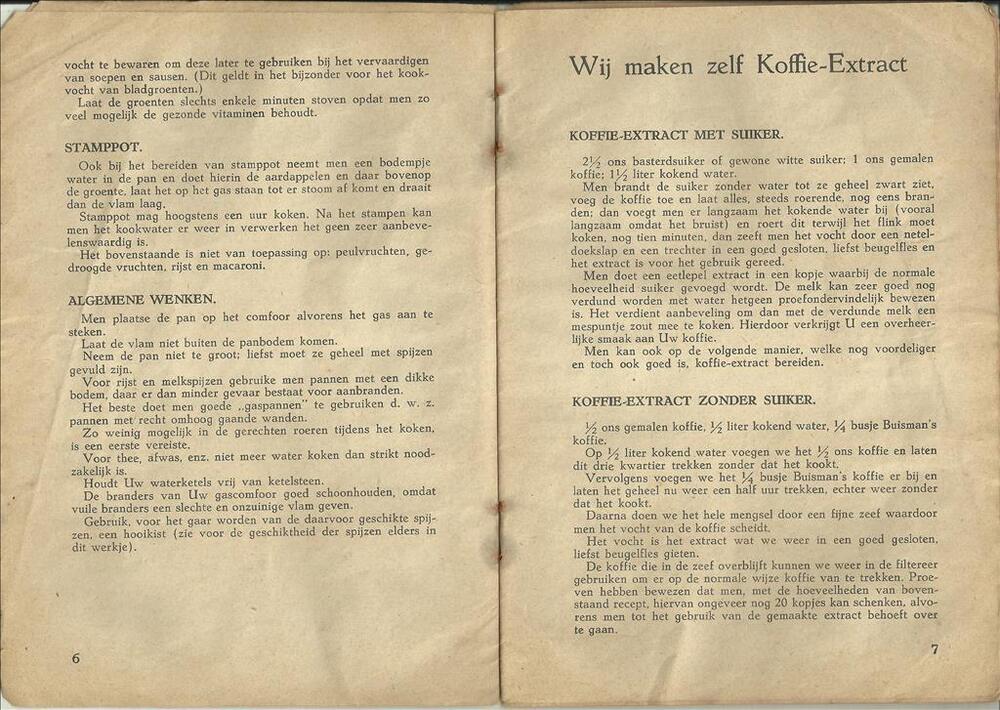 vocht te bewaren om deze later te gebruiken bij het vervaardigen
van soepen en sausen. (Dit geldt in het bijzonder voor het kook-
vocht van bladgroenten.)
Laat de groenten slechts enkele minuten stoven opdat men zo
veel mogelijk de gezonde vitaminen behoudt.
STAMPPOT.
Ook bij het bereiden van stamppot neemt men een bodempje
water in de pan en doet hierin de aardappelen en daar bovenop
de groente, laat het op het gas staan tot er stoom af komt en draait
dan de vlam laag.
Stamppot mag hoogstens een uur koken. Na het stampen kan
men het kookwater er weer in verwerken het geen zeer aanbeve-
lenswaardig is.
Het bovenstaande is niet van toepassing op: peulvruchten, ge-
droogde vruchten, rijst en macaroni.
ALGEMENE WENKEN.
Men plaatse de pan op het comfoor alvorens het gas aan te
steken.
Laat de vlam niet buiten de panbodem komen.
Neem de pan niet te groot; liefst moet ze geheel met spijzen
gevuld zijn.
Voor rijst en melkspijzen gebruike men pannen met een dikke
bodem, daar er dan minder gevaar bestaat voor aanbranden.
Het beste doet men goede „gaspannen" te gebruiken d. w. z.
pannen met recht omhoog gaande wanden.
Zo weinig mogelijk in de gerechten roeren tijdens het koken,
is een eerste vereiste.
Voor thee, afwas, enz. niet meer water koken dan strikt nood-
zakelijk is.
Houdt Uw waterketels vrij van ketelsteen.
De branders van Uw gascomfoor goed schoonhouden, omdat
vuile branders een slechte en onzuinige vlam geven.
Gebruik, voor het gaar worden van de daarvoor geschikte spij-
zen, een hooikist (zie voor de geschiktheid der spijzen elders in
dit werkje).
6
Wij maken zelf Koffie-Extract
KOFFIE-EXTRACT MET SUIKER.
2½ ons basterdsuiker of gewone witte suiker; 1 ons gemalen
koffie; 1½ liter kokend water.
Men brandt de suiker zonder water tot ze geheel zwart ziet,
voeg de koffie toe en laat alles, steeds roerende, nog eens bran-
den; dan voegt men er langzaam het kokende water bij (vooral
langzaam omdat het bruist) en roert dit terwijl het flink moet
koken, nog tien minuten, dan zeeft men het vocht door een netel-
doekslap en een trechter in een goed gesloten, liefst beugelfles en
het extract is voor het gebruik gereed.
Men doet een eetlepel extract in een kopje waarbij de normale
hoeveelheid suiker gevoegd wordt. De melk kan zeer goed nog
verdund worden met water hetgeen proefondervindelijk bewezen
is. Het verdient aanbeveling om dan met de verdunde melk een
mespuntje zout mee te koken. Hierdoor verkrijgt U een overheer-
lijke smaak aan Uw koffie.
Men kan ook op de volgende manier, welke nog voordeliger
en toch ook goed is, koffie-extract bereiden.
KOFFIE-EXTRACT ZONDER SUIKER.
½ ons gemalen koffie, ½ liter kokend water, ¼ busje Buisman's
koffie.
Op ½ liter kokend water voegen we het ½ ons koffie en laten
dit drie kwartier trekken zonder dat het kookt.
Vervolgens voegen we het ¼ busje Buisman's koffie er bij en
laten het geheel nu weer een half uur trekken, echter weer zonder
dat het kookt.
Daarna doen we het hele mengsel door een fijne zeef waardoor
men het vocht van de koffie scheidt.
Het vocht is het extract wat we weer in een goed gesloten,
liefst beugelfles gieten.
De koffie die in de zeef overblijft kunnen we weer in de filtereer
gebruiken om er op de normale wijze koffie van te trekken. Proe-
ven hebben bewezen dat men, met de hoeveelheden van boven-
staand recept, hiervan ongeveer nog 20 kopjes kan schenken, alvo-
rens men tot het gebruik van de gemaakte extract behoeft over
te gaan.
7